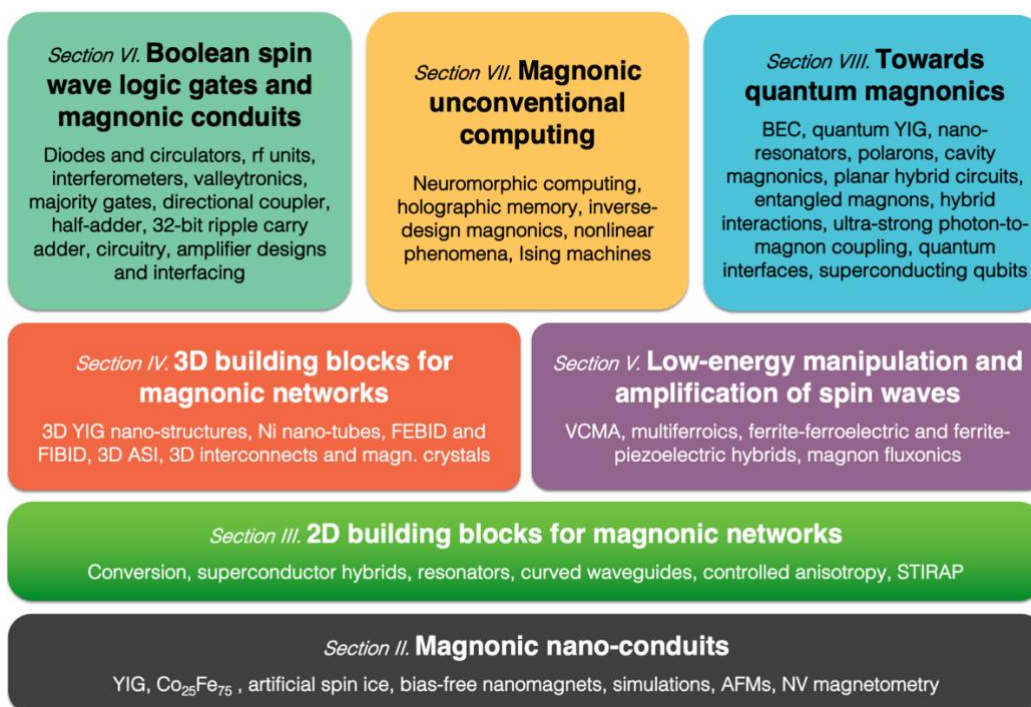 Section VI. Boolean spin
wave logic gates and
magnonic conduits
Diodes and circulators, rf units,
interferometers, valleytronics,
majority gates, directional coupler,
half-adder, 32-bit ripple carry
adder, circuitry, amplifier designs
and interfacing
Section VII. Magnonic
unconventional
computing
Neuromorphic computing,
holographic memory, inverse-
design magnonics, nonlinear
phenomena, Ising machines
Section VIII. Towards
quantum magnonics
BEC, quantum YIG, nano-
resonators, polarons, cavity
magnonics, planar hybrid circuits,
entangled magnons, hybrid
interactions, ultra-strong photon-to-
magnon coupling, quantum
interfaces, superconducting qubits
Section IV. 3D building blocks for
magnonic networks
3D YIG nano-structures, Ni nano-tubes, FEBID and
FIBID, 3D ASI, 3D interconnects and magn. crystals
Section V. Low-energy manipulation and
amplification of spin waves
VCMA, multiferroics, ferrite-ferroelectric and ferrite-
piezoelectric hybrids, magnon fluxonics
Section III. 2D building blocks for magnonic networks
Conversion, superconductor hybrids, resonators, curved waveguides, controlled anisotropy, STIRAP
Section II. Magnonic nano-conduits
YIG, Co₂₅Fe₇₅ , artificial spin ice, bias-free nanomagnets, simulations, AFMs, NV magnetometry